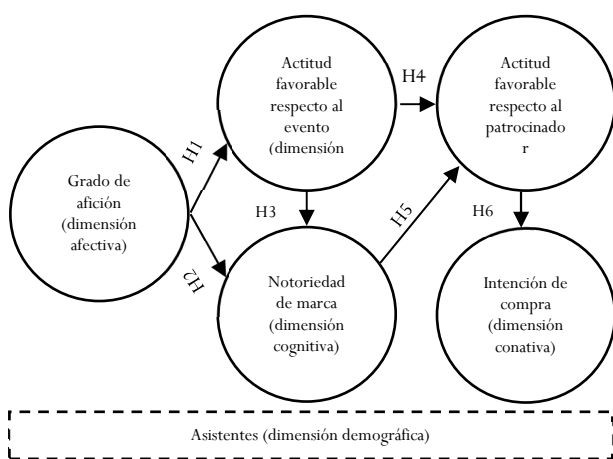 Actitud
favorable
respecto al
evento
(dimensión
H4
Actitud
favorable
respecto al
patrocinado
r
H1
Grado de
afición
(dimensión
afectiva)
H3
H5
H6
H2
Notoriedad
de marca
(dimensión
cognitiva)
Intención de
compra
(dimensión
conativa)
Asistentes (dimensión demográfica)